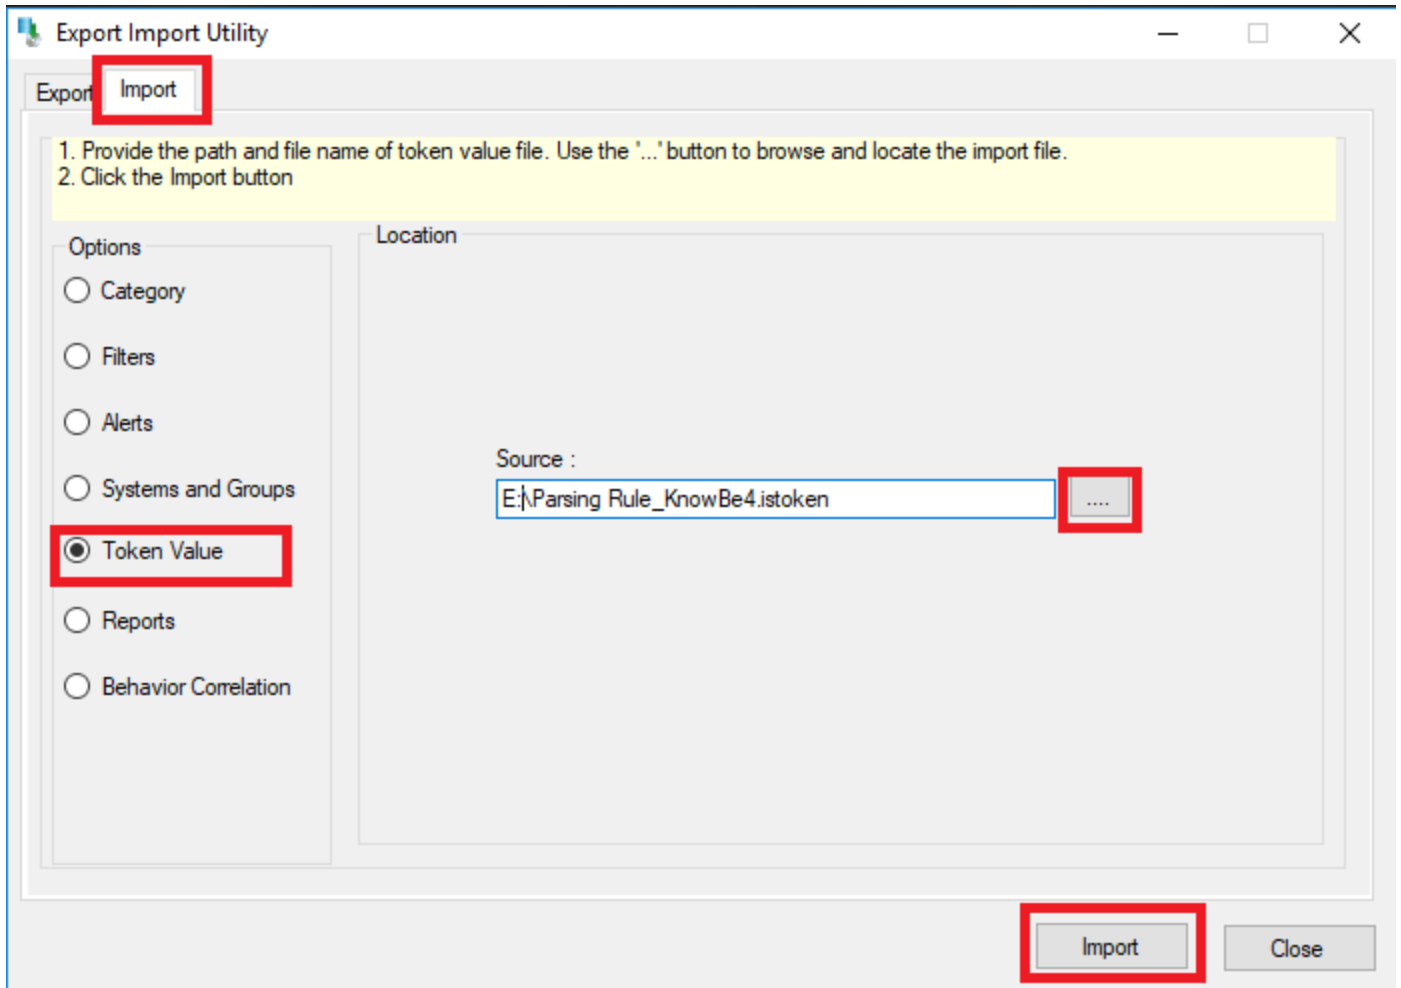 Export Import Utility
Export Import
1. Provide the path and file name of token value file. Use the '...' button to browse and locate the import file.
2. Click the Import button
Options
Location
Category
Filters
Alerts
Source :
Systems and Groups
E:\Parsing Rule_KnowBe4.istoken
....
Token Value
Reports
Behavior Correlation
Import
Close